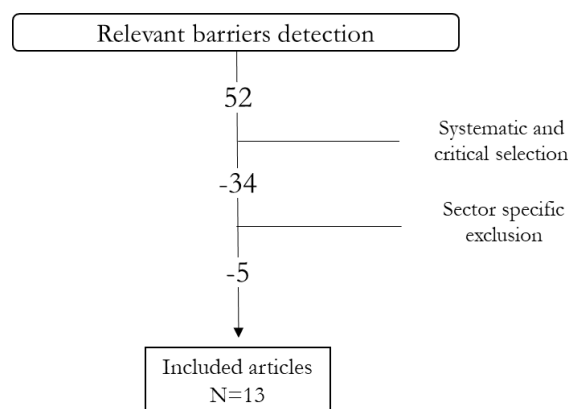 Relevant barriers detection
52
Systematic and
critical selection
-34
Sector specific
exclusion
-5
Included articles
N=13